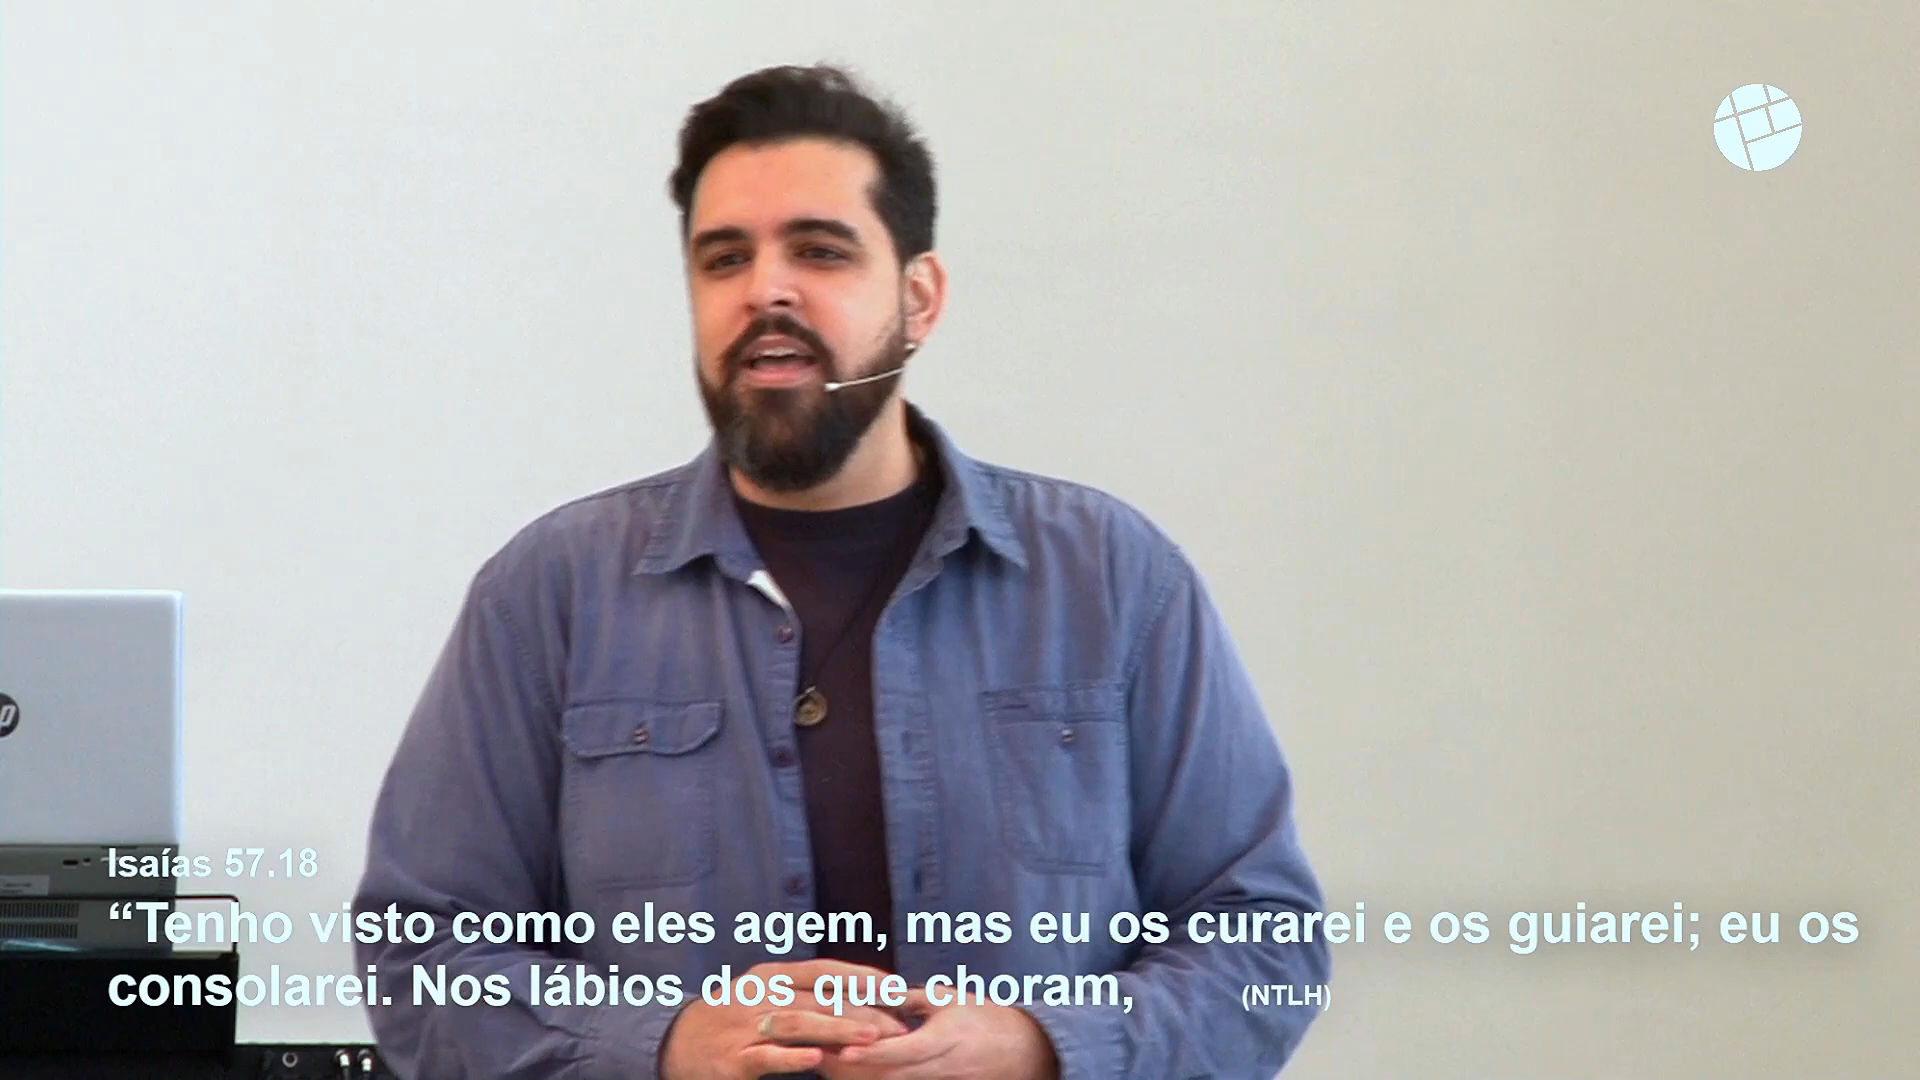 Isaías 57.18
“Tenho visto como eles agem, mas eu os curarei e os guiarei; eu os
consolarei. Nos lábios dos que choram, (NTLH)